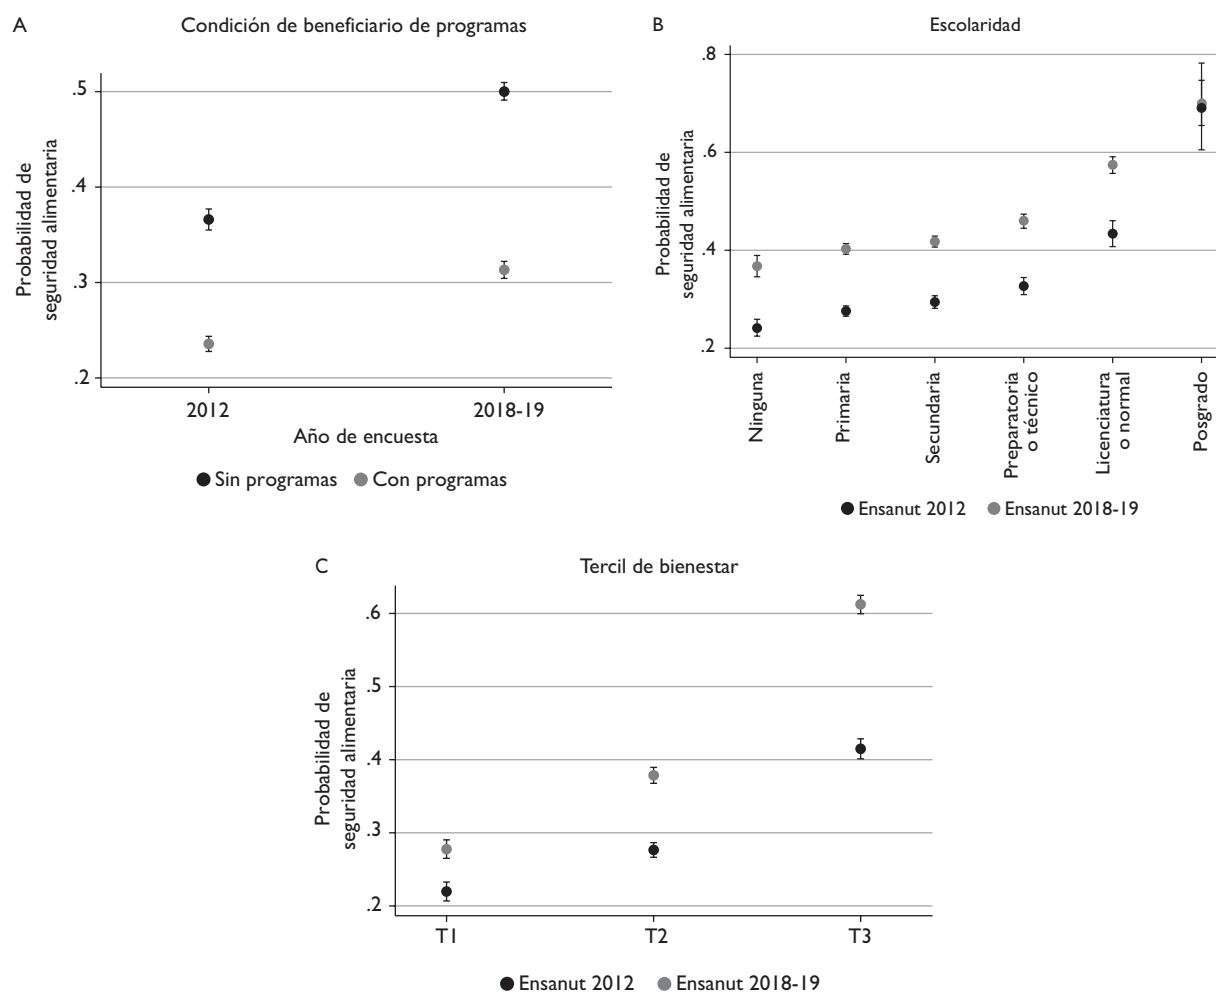 A
Condición de beneficiario de programas
Probabilidad de
seguridad alimentaria
.5
.4
.3
.2
2012
2018-19
Año de encuesta
Sin programas
Con programas
B
Escolaridad
Probabilidad de
seguridad alimentaria
.8
.6
.4
.2
Ninguna
Primaria
Secundaria
Preparatoria
o técnico
Licenciatura
o normal
Posgrado
Ensanut 2012
Ensanut 2018-19
C
Tercil de bienestar
Probabilidad de
seguridad alimentaria
.6
.5
.4
.3
.2
T1
T2
T3
Ensanut 2012
Ensanut 2018-19